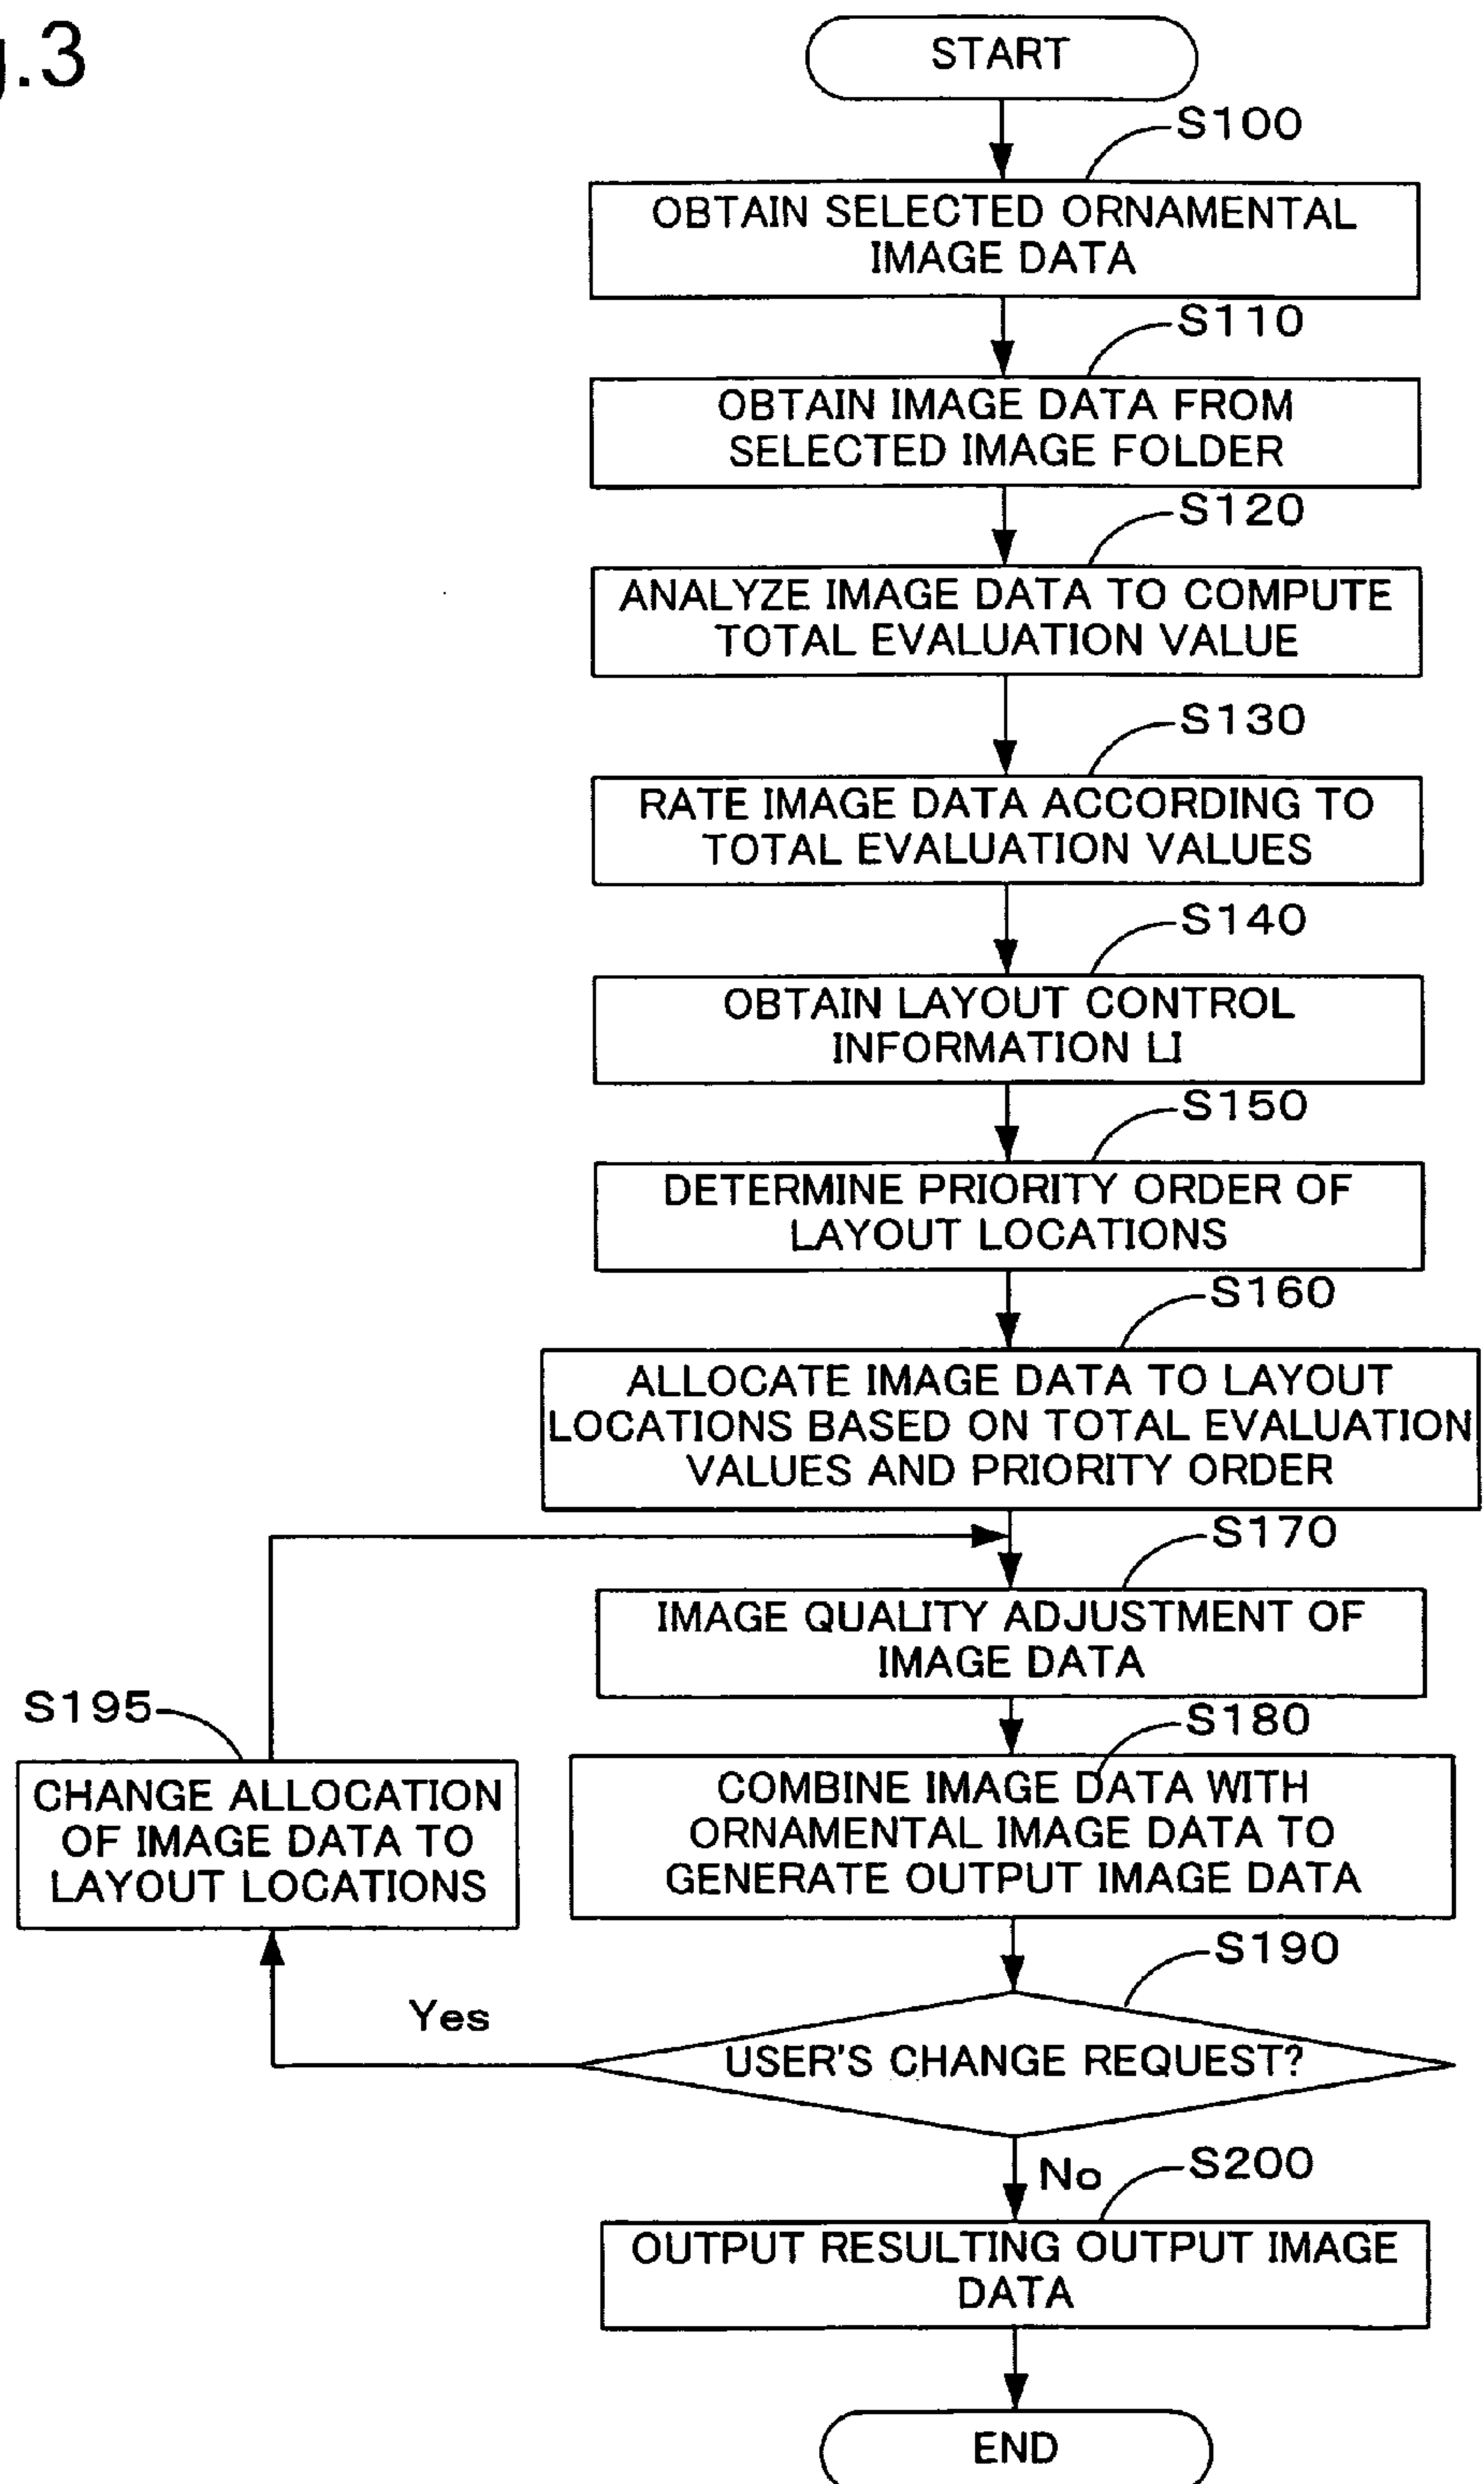 g.3
START
S100
OBTAIN SELECTED ORNAMENTAL
IMAGE DATA
S110
OBTAIN IMAGE DATA FROM
SELECTED IMAGE FOLDER
S120
ANALYZE IMAGE DATA TO COMPUTE
TOTAL EVALUATION VALUE
S130
RATE IMAGE DATA ACCORDING TO
TOTAL EVALUATION VALUES
S140
OBTAIN LAYOUT CONTROL
INFORMATION LI
S150
DETERMINE PRIORITY ORDER OF
LAYOUT LOCATIONS
S160
ALLOCATE IMAGE DATA TO LAYOUT
LOCATIONS BASED ON TOTAL EVALUATION
VALUES AND PRIORITY ORDER
S170
IMAGE QUALITY ADJUSTMENT OF
IMAGE DATA
S195
CHANGE ALLOCATION
OF IMAGE DATA TO
LAYOUT LOCATIONS
S180
COMBINE IMAGE DATA WITH
ORNAMENTAL IMAGE DATA TO
GENERATE OUTPUT IMAGE DATA
S190
Yes
USER'S CHANGE REQUEST?
No
S200
OUTPUT RESULTING OUTPUT IMAGE
DATA
END